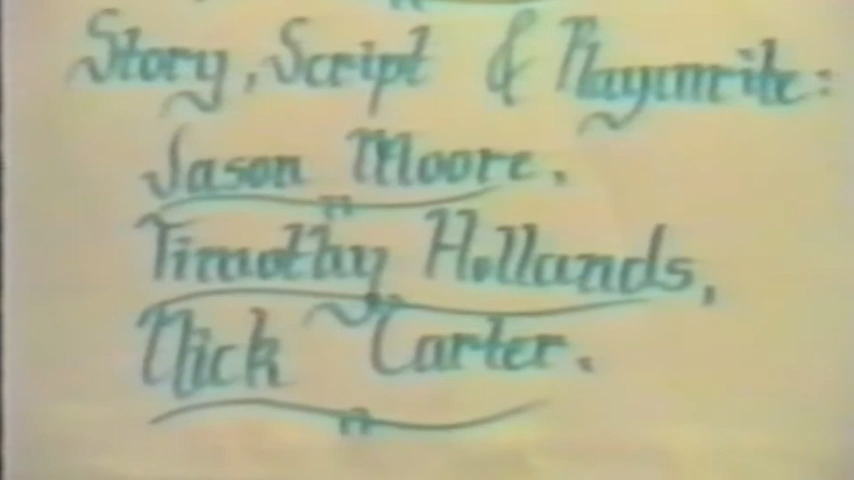 Story, Script & Playwrite:
Jason Moore.
Timothy Hollands,
Nick Carter.